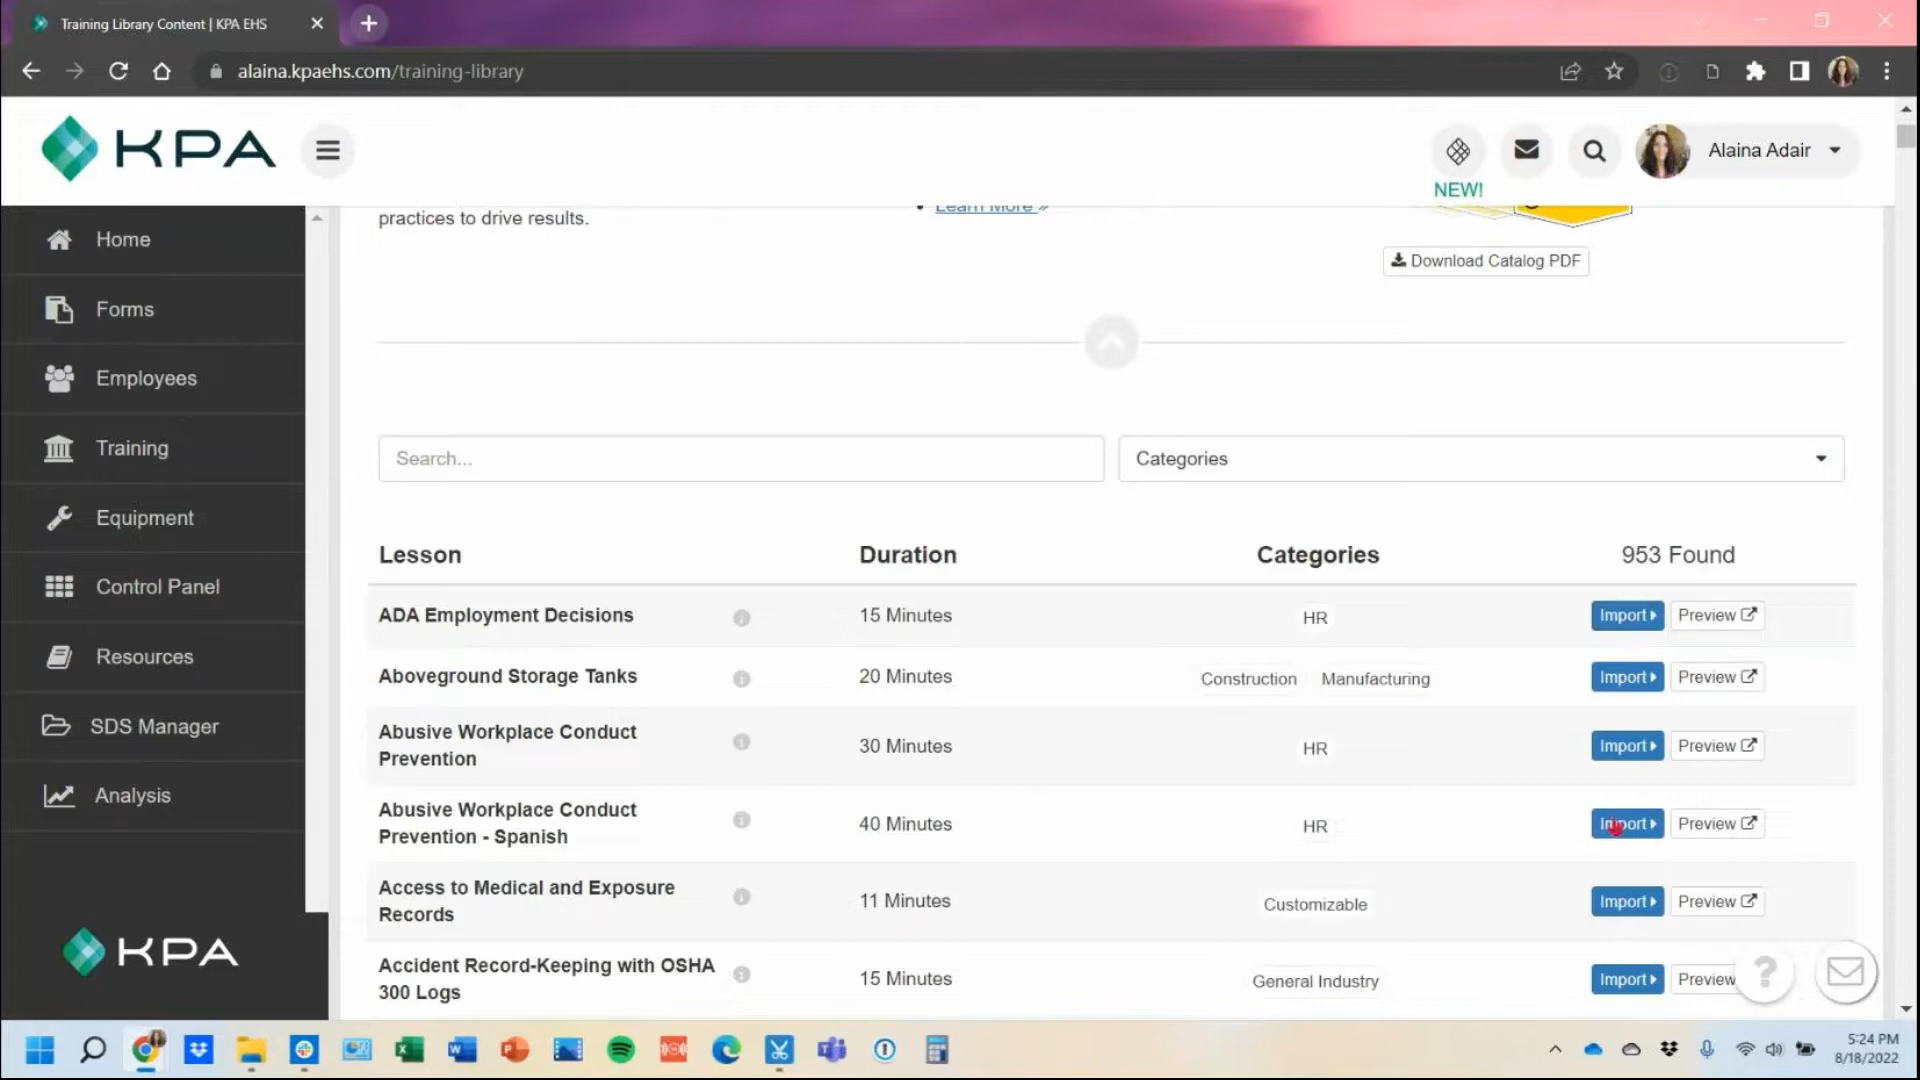 Training Library Content | KPA EHS
alaina.kpaehs.com/training-library
KPA
NEW!
Alaina Adair
Home
Forms
Employees
Training
Equipment
Control Panel
Resources
SDS Manager
Analysis
KPA
practices to drive results.
Learn More
Download Catalog PDF
Search...
Categories
Lesson Duration Categories 953 Found
ADA Employment Decisions 15 Minutes HR Import Preview
Aboveground Storage Tanks 20 Minutes Construction Manufacturing Import Preview
Abusive Workplace Conduct
Prevention 30 Minutes HR Import Preview
Abusive Workplace Conduct
Prevention - Spanish 40 Minutes HR Import Preview
Access to Medical and Exposure
Records 11 Minutes Customizable Import Preview
Accident Record-Keeping with OSHA
300 Logs 15 Minutes General Industry Import Preview
5:24 PM
8/18/2022